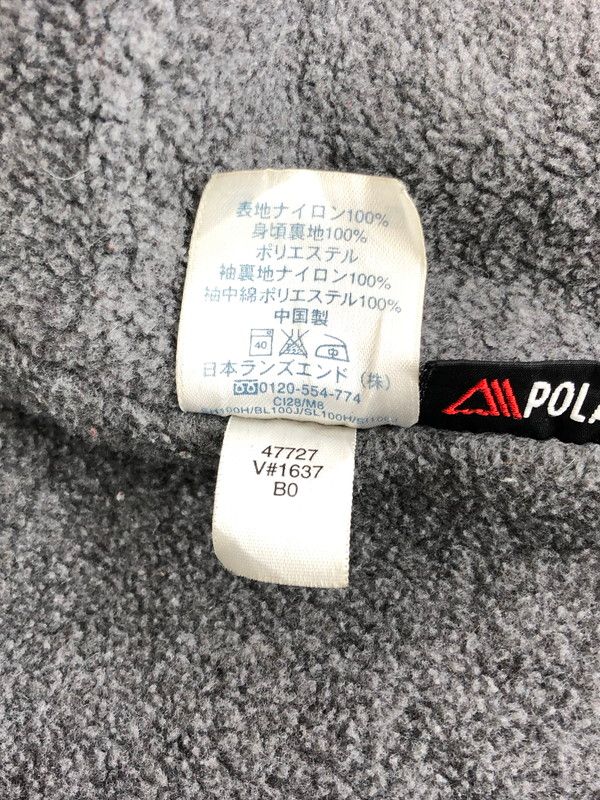 表地ナイロン100%
身頃裏地100%
ポリエステル
袖裏地ナイロン100%
袖中綿ポリエステル100%
中国製
40
日本ランズエンド(株)
0120-554-774
CI28/M8
/BL100J/SL100H/
POLA
47727
V#1637
B0